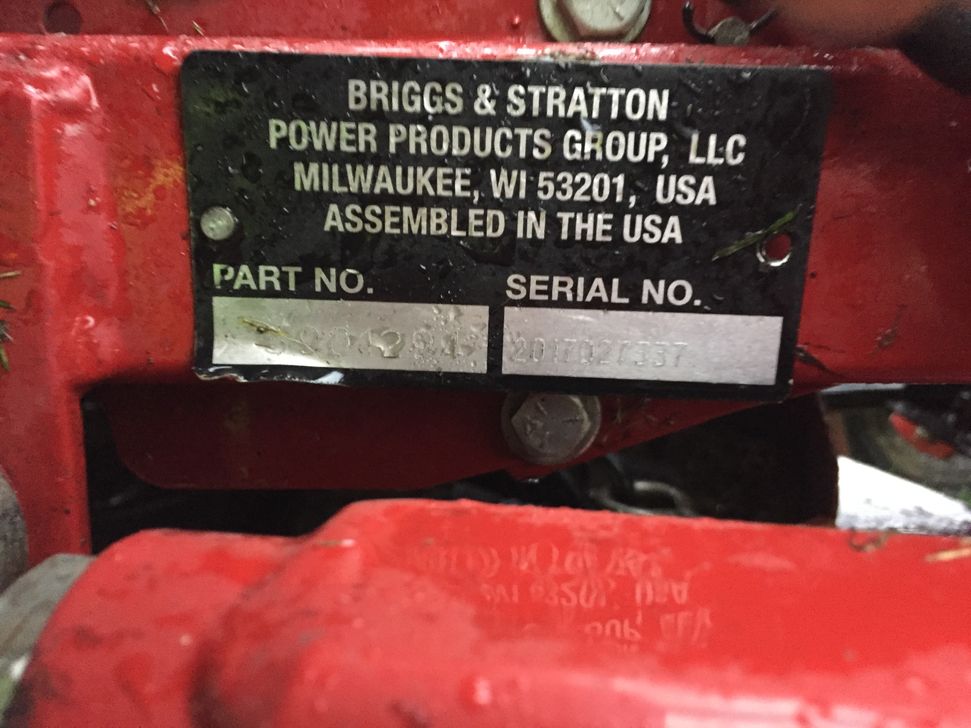 BRIGGS & STRATTON
POWER PRODUCTS GROUP, LLC
MILWAUKEE, WI 53201, USA
ASSEMBLED IN THE USA
PART NO.
SERIAL NO.
2017027337